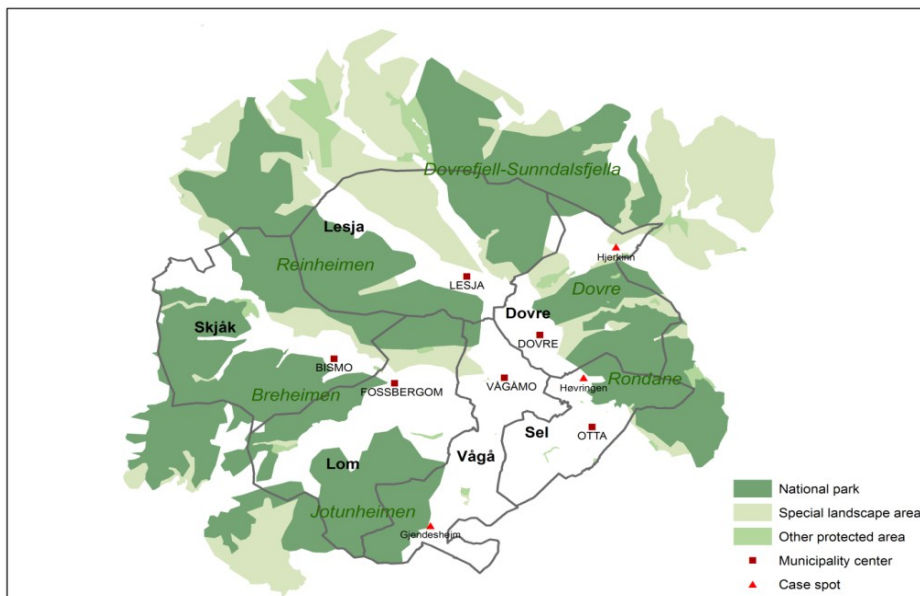 Dovrefjell-Sunndalsfjella
Lesja
Hjerkinn
Reinheimen
LESJA
Dovre
Dovre
Skjåk
DOVRE
BISMO
Høvringen
Rondane
VÅGÅMO
FOSSBERGOM
Breheimen
Sel
OTTA
Vågå
Lom
Jotunheimen
Gjendesheim
National park
Special landscape area
Other protected area
Municipality center
Case spot